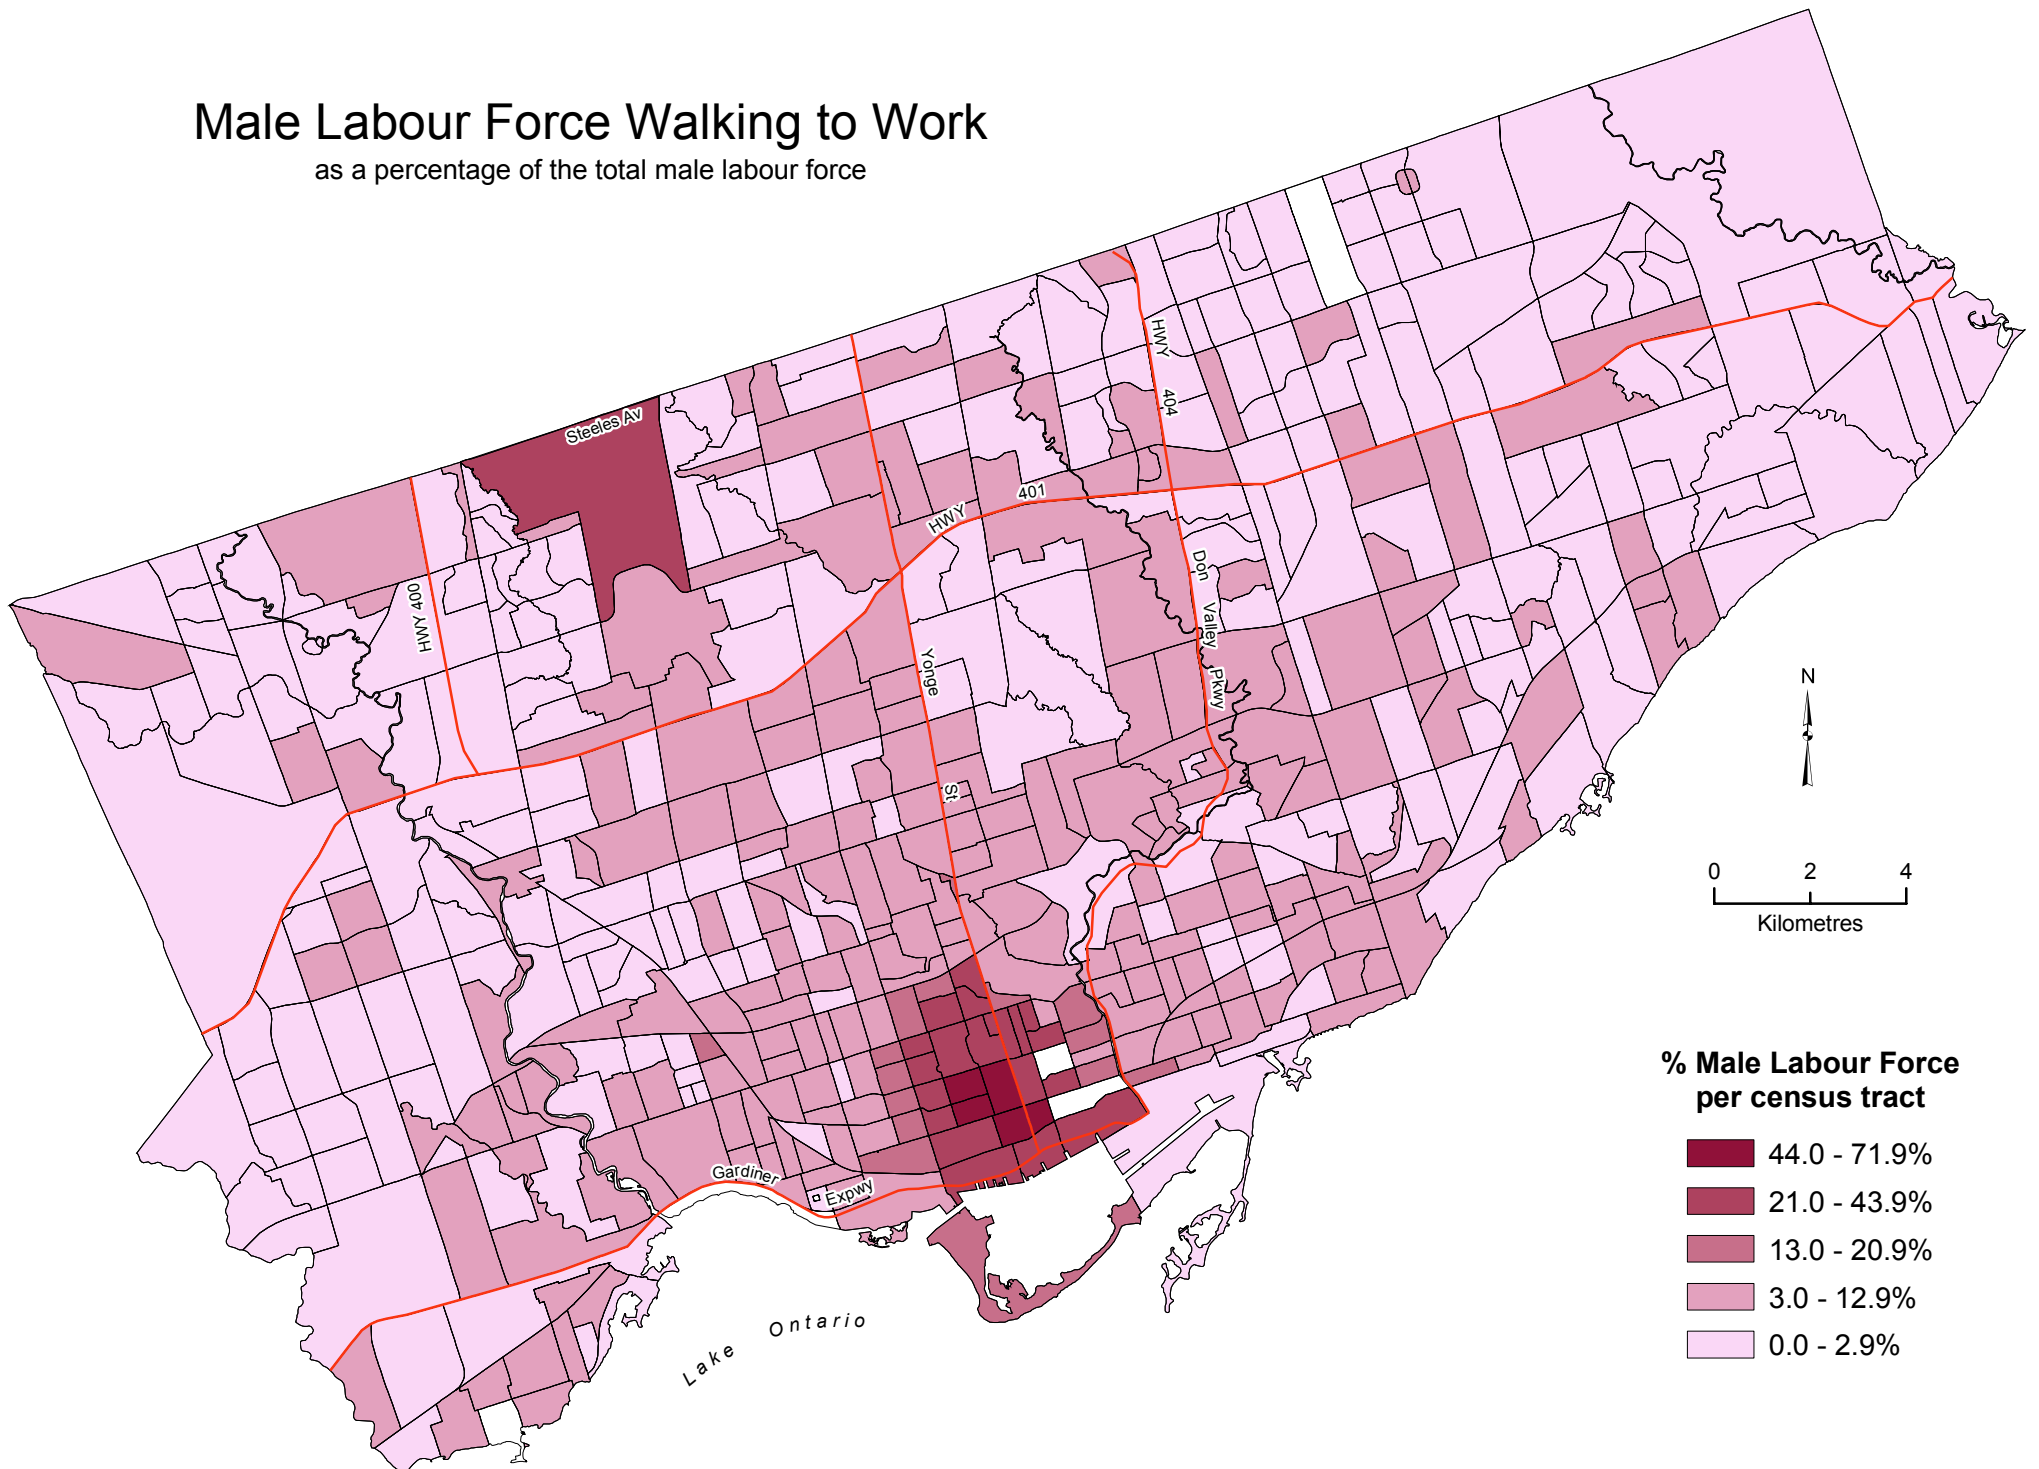 Male Labour Force Walking to Work
as a percentage of the total male labour force
Steeles Av
HWY
404
HWY 400
HWY
401
Don
Valley
Pkwy
Yonge
St
N
0 2 4
Kilometres
Gardiner
Expwy
Lake Ontario
% Male Labour Force
per census tract
44.0 - 71.9%
21.0 - 43.9%
13.0 - 20.9%
3.0 - 12.9%
0.0 - 2.9%